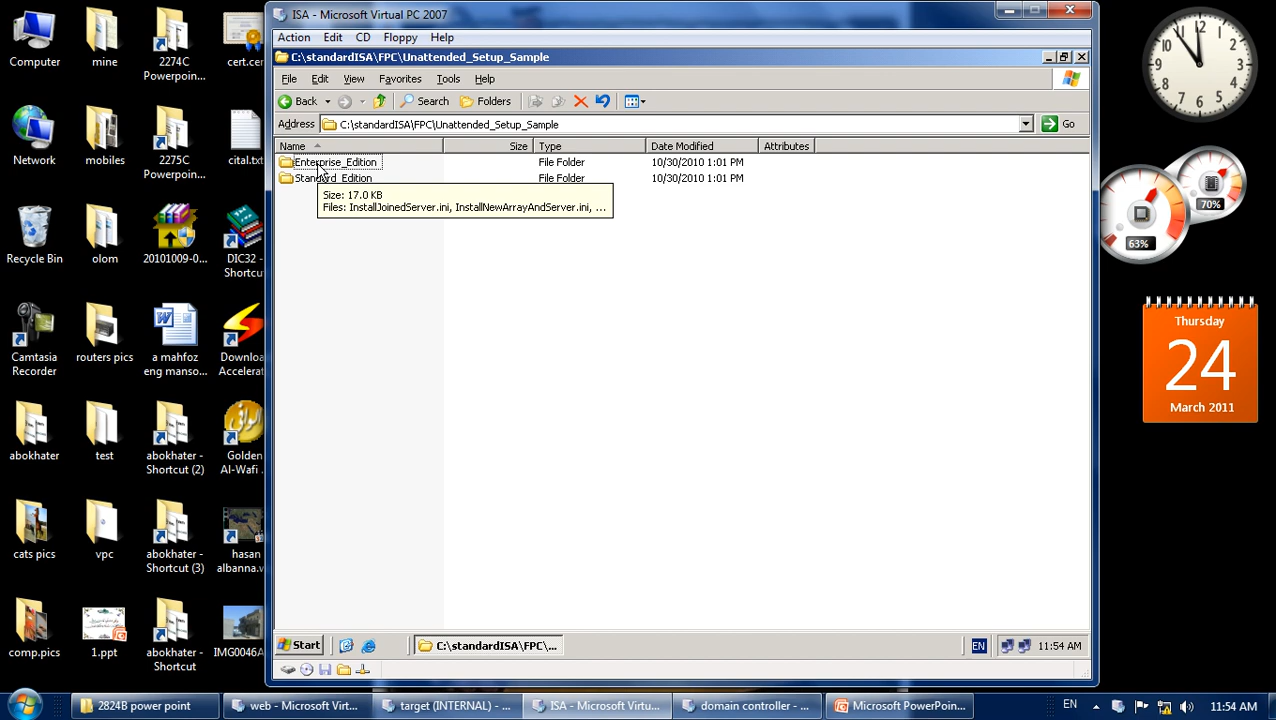 ISA - Microsoft Virtual PC 2007
Action Edit CD Floppy Help
C:\standardISA\FPC\Unattended_Setup_Sample
File Edit View Favorites Tools Help
Back Search Folders
Address C:\standardISA\FPC\Unattended_Setup_Sample Go
Name Size Type Date Modified Attributes
Enterprise_Edition File Folder 10/30/2010 1:01 PM
Standard_Edition File Folder 10/30/2010 1:01 PM
Size: 17.0 KB
Files: InstallJoinedServer.ini, InstallNewArrayAndServer.ini, ...
Start C:\standardISA\FPC\... EN 11:54 AM
Computer mine 2274C Powerpoin... cert.cer
Network mobiles 2275C Powerpoin... cital.txt
Recycle Bin olom 20101009-0... DIC32 - Shortcut
Camtasia Recorder routers pics a mahfoz eng manso... Downloa Accelerat
abokhater test abokhater - Shortcut (2) Golden Al-Wafi
cats pics vpc abokhater - Shortcut (3) hasan albanna.w
comp.pics 1.ppt abokhater - Shortcut IMG0046A
63%
70%
Thursday
24
March 2011
2824B power point web - Microsoft Virt... target (INTERNAL) - ... ISA - Microsoft Virtu... domain controller - ... Microsoft PowerPoin... EN 11:54 AM